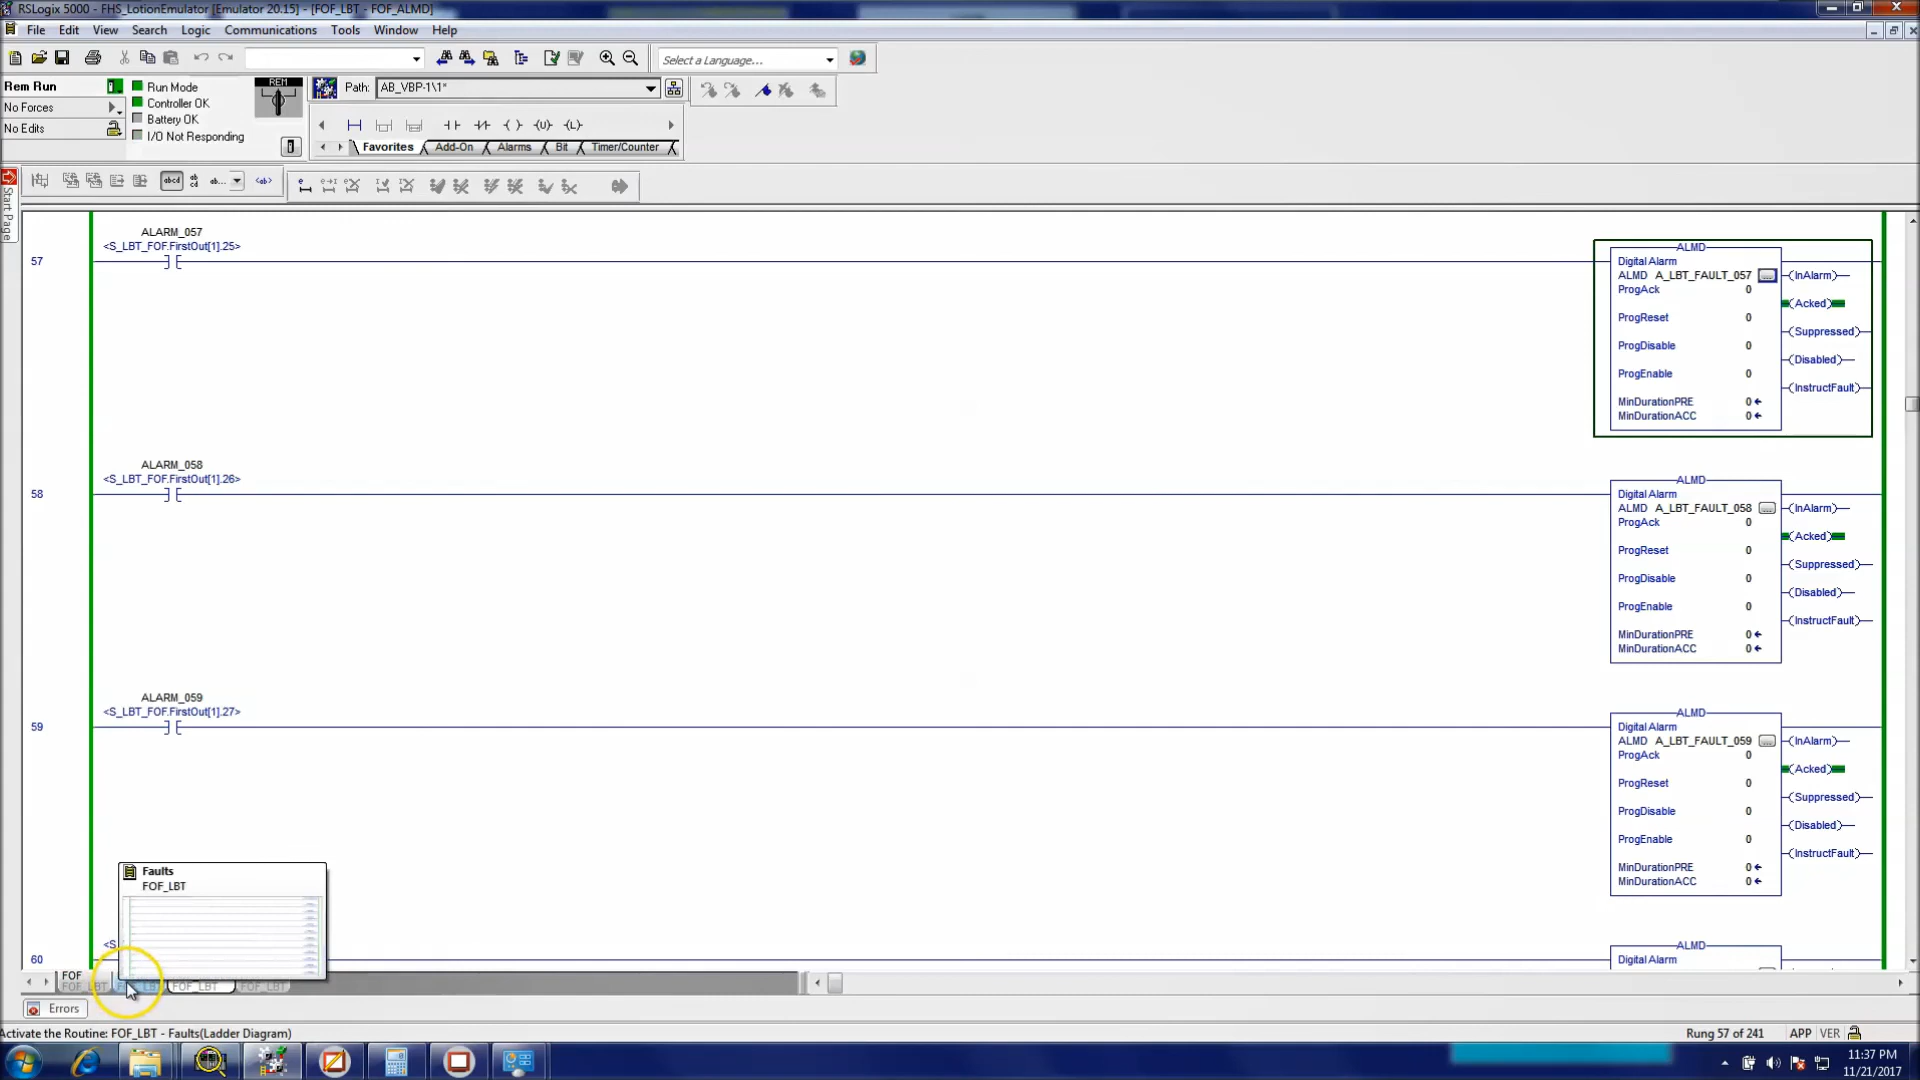 RSLogix 5000 - FHS_LotionEmulator [Emulator 20.15] - [FOF_LBT - FOF_ALMD]
File Edit View Search Logic Communications Tools Window Help
Select a Language...
Rem Run
No Forces
No Edits
Run Mode
Controller OK
Battery OK
I/O Not Responding
REM
Path: AB_VBP-1\1*
Favorites Add-On Alarms Bit Timer/Counter
Start Page
ALARM_057
<S_LBT_FOF.FirstOut[1].25>
57
ALMD
Digital Alarm
ALMD A_LBT_FAULT_057 ... (InAlarm)
ProgAck 0
(Acked)
ProgReset 0
(Suppressed)
ProgDisable 0
(Disabled)
ProgEnable 0
(InstructFault)
MinDurationPRE 0
MinDurationACC 0
ALARM_058
<S_LBT_FOF.FirstOut[1].26>
58
ALMD
Digital Alarm
ALMD A_LBT_FAULT_058 ... (InAlarm)
ProgAck 0
(Acked)
ProgReset 0
(Suppressed)
ProgDisable 0
(Disabled)
ProgEnable 0
(InstructFault)
MinDurationPRE 0
MinDurationACC 0
ALARM_059
<S_LBT_FOF.FirstOut[1].27>
59
ALMD
Digital Alarm
ALMD A_LBT_FAULT_059 ... (InAlarm)
ProgAck 0
(Acked)
ProgReset 0
(Suppressed)
ProgDisable 0
(Disabled)
ProgEnable 0
(InstructFault)
MinDurationPRE 0
MinDurationACC 0
Faults
FOF_LBT
<S
60
ALMD
Digital Alarm
FOF
FOF_LBT FOF_LBT FOF_LBT
Errors
Activate the Routine: FOF_LBT - Faults(Ladder Diagram)
Rung 57 of 241 APP VER
11:37 PM
11/21/2017